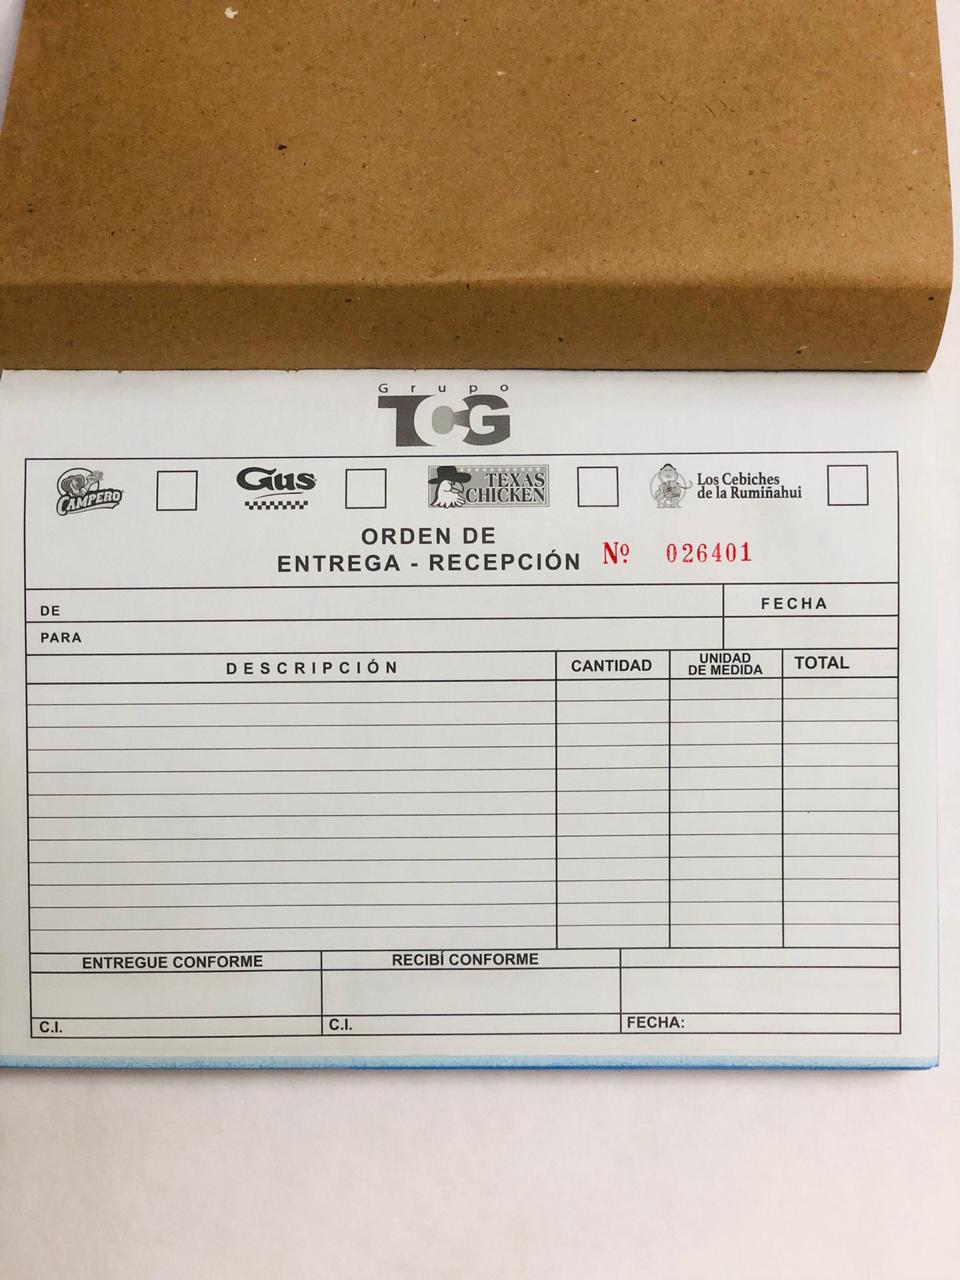 Grupo
TCG
CAMPERO
Gus
TEXAS
CHICKEN
Los Cebiches
de la Rumiñahui
ORDEN DE
ENTREGA - RECEPCIÓN
Nº. 026401
DE
FECHA
PARA
DESCRIPCIÓN
CANTIDAD
UNIDAD
DE MEDIDA
TOTAL
ENTREGUE CONFORME
RECIBÍ CONFORME
C.I.
C.I.
FECHA: